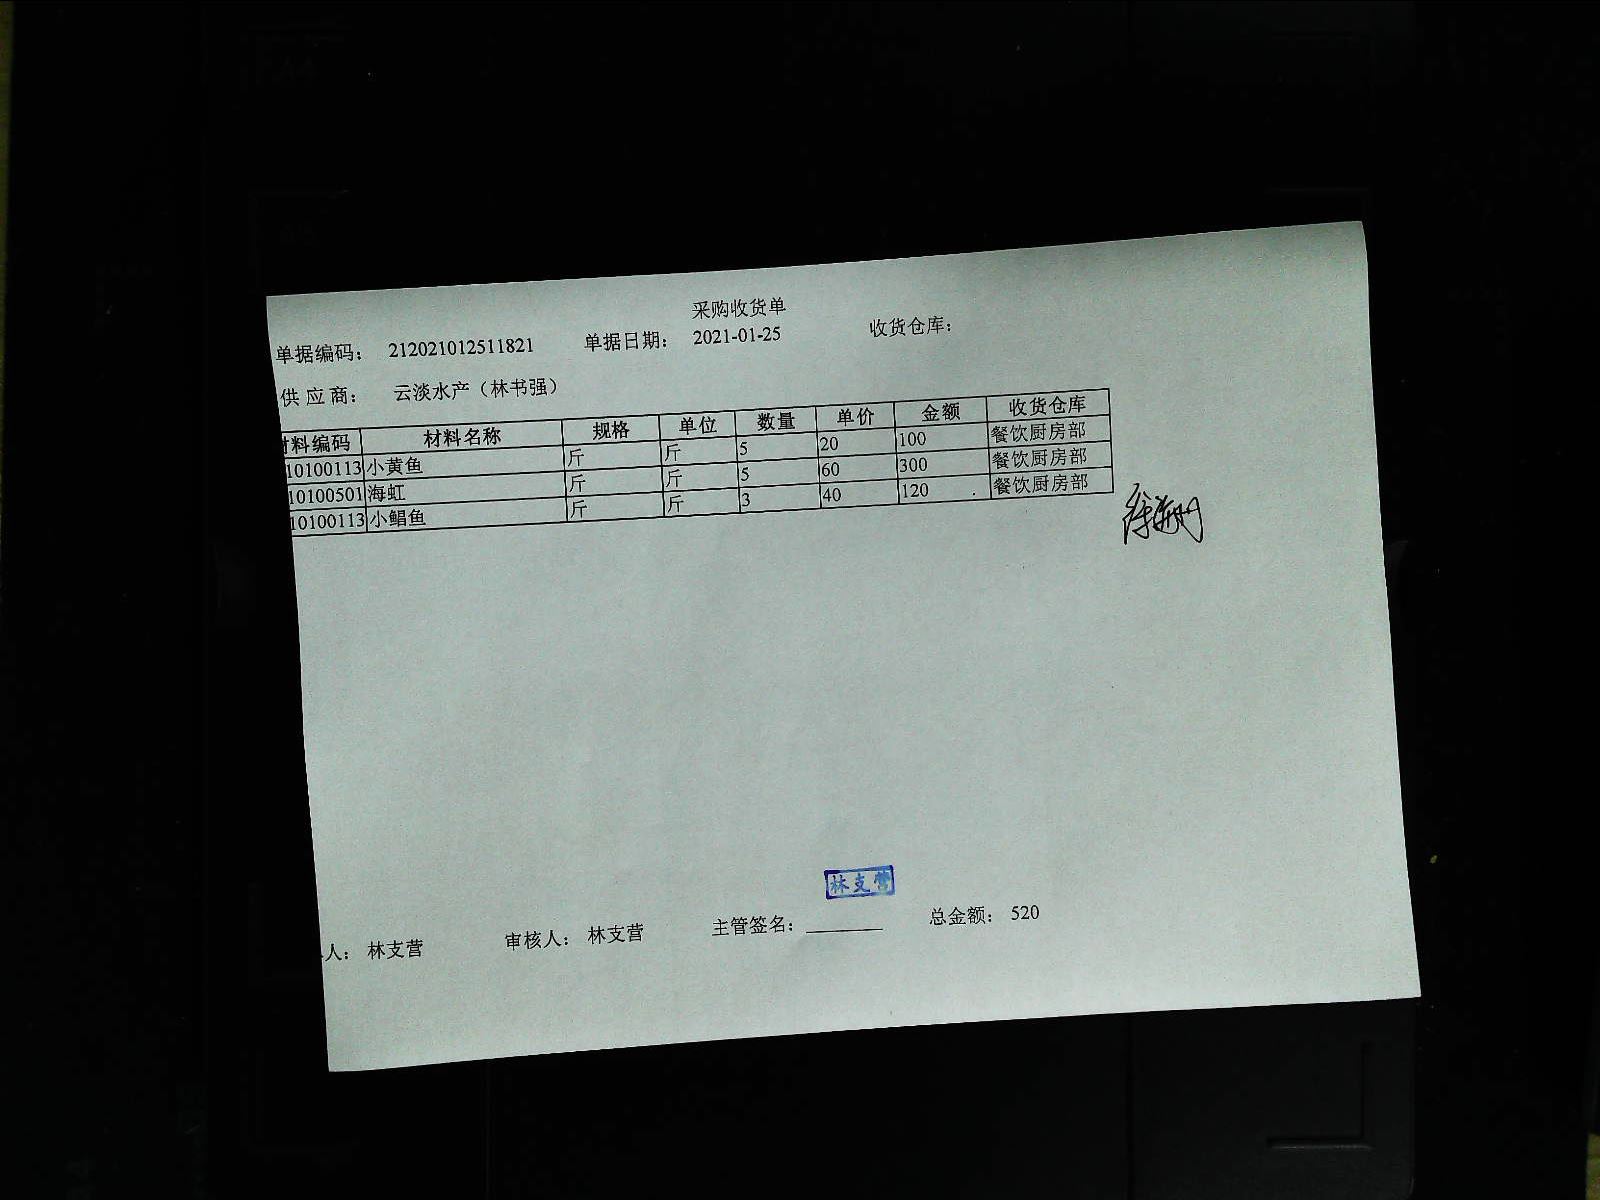 采购收货单
单据编码： 212021012511821 单据日期： 2021-01-25 收货仓库：
供 应 商： 云淡水产（林书强）
材料编码 材料名称 规格 单位 数量 单价 金额 收货仓库
10100113 小黄鱼 斤 斤 5 20 100 餐饮厨房部
10100501 海虹 斤 斤 5 60 300 餐饮厨房部
10100113 小鲳鱼 斤 斤 3 40 120 餐饮厨房部
林支营
人： 林支营 审核人： 林支营 主管签名： 总金额： 520